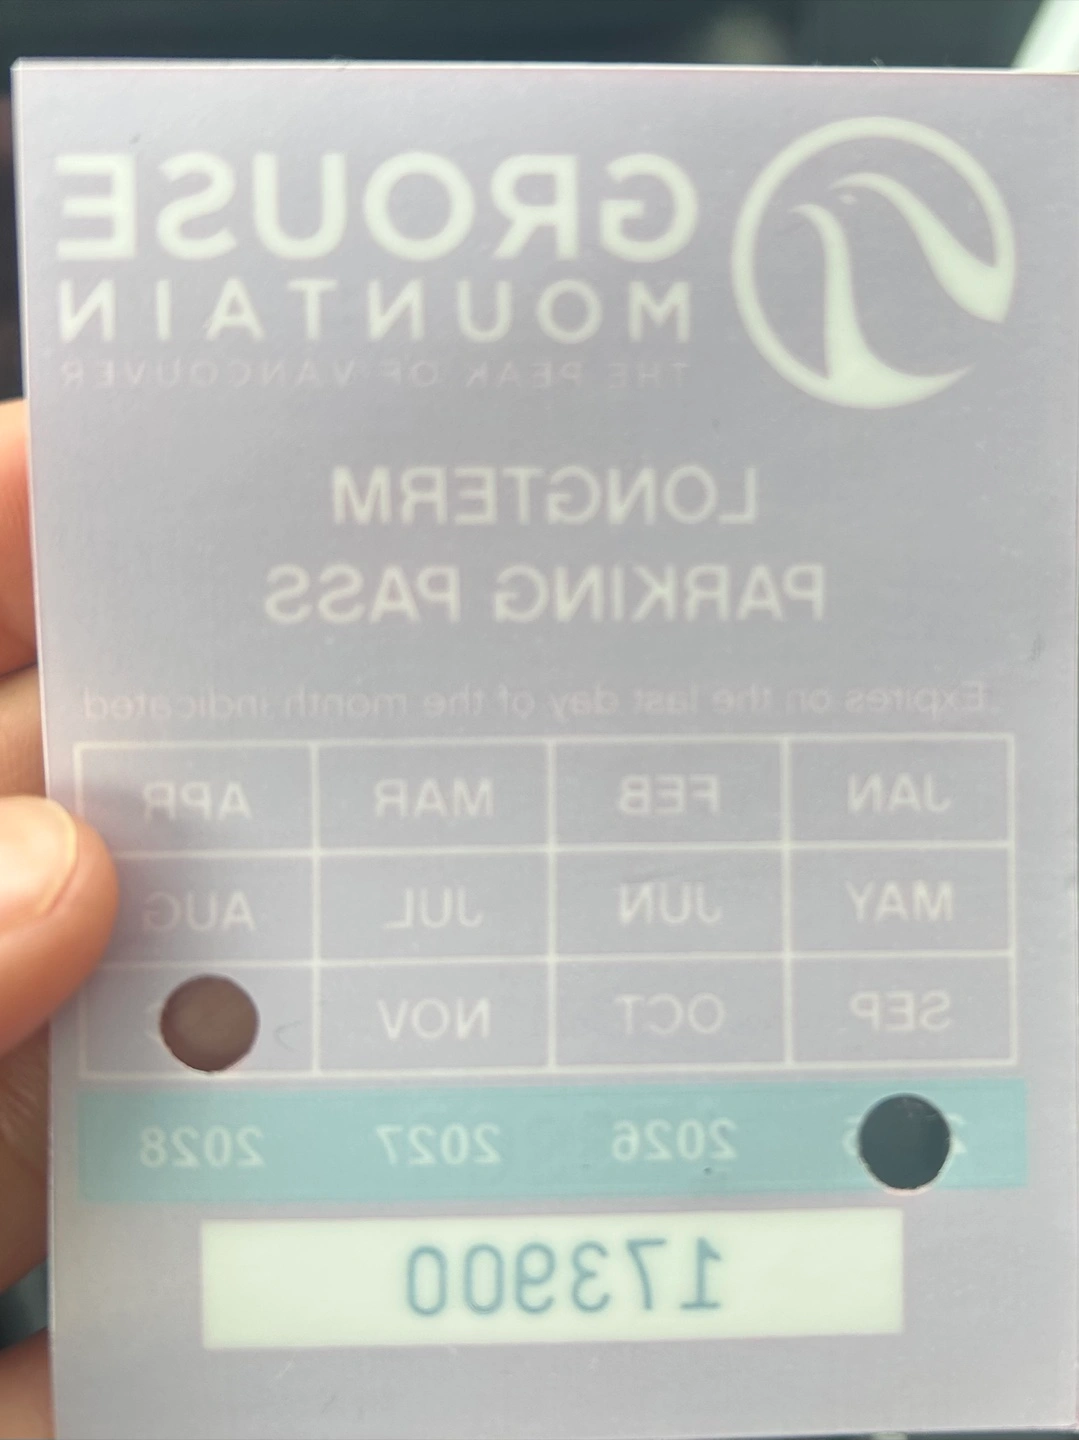 GROUSE
MOUNTAIN
THE PEAK OF VANCOUVER
LONGTERM
PARKING PASS
Expires on the last day of the month indicated
JAN FEB MAR APR
MAY JUN JUL AUG
SEP OCT NOV
2026 2027 2028
173900